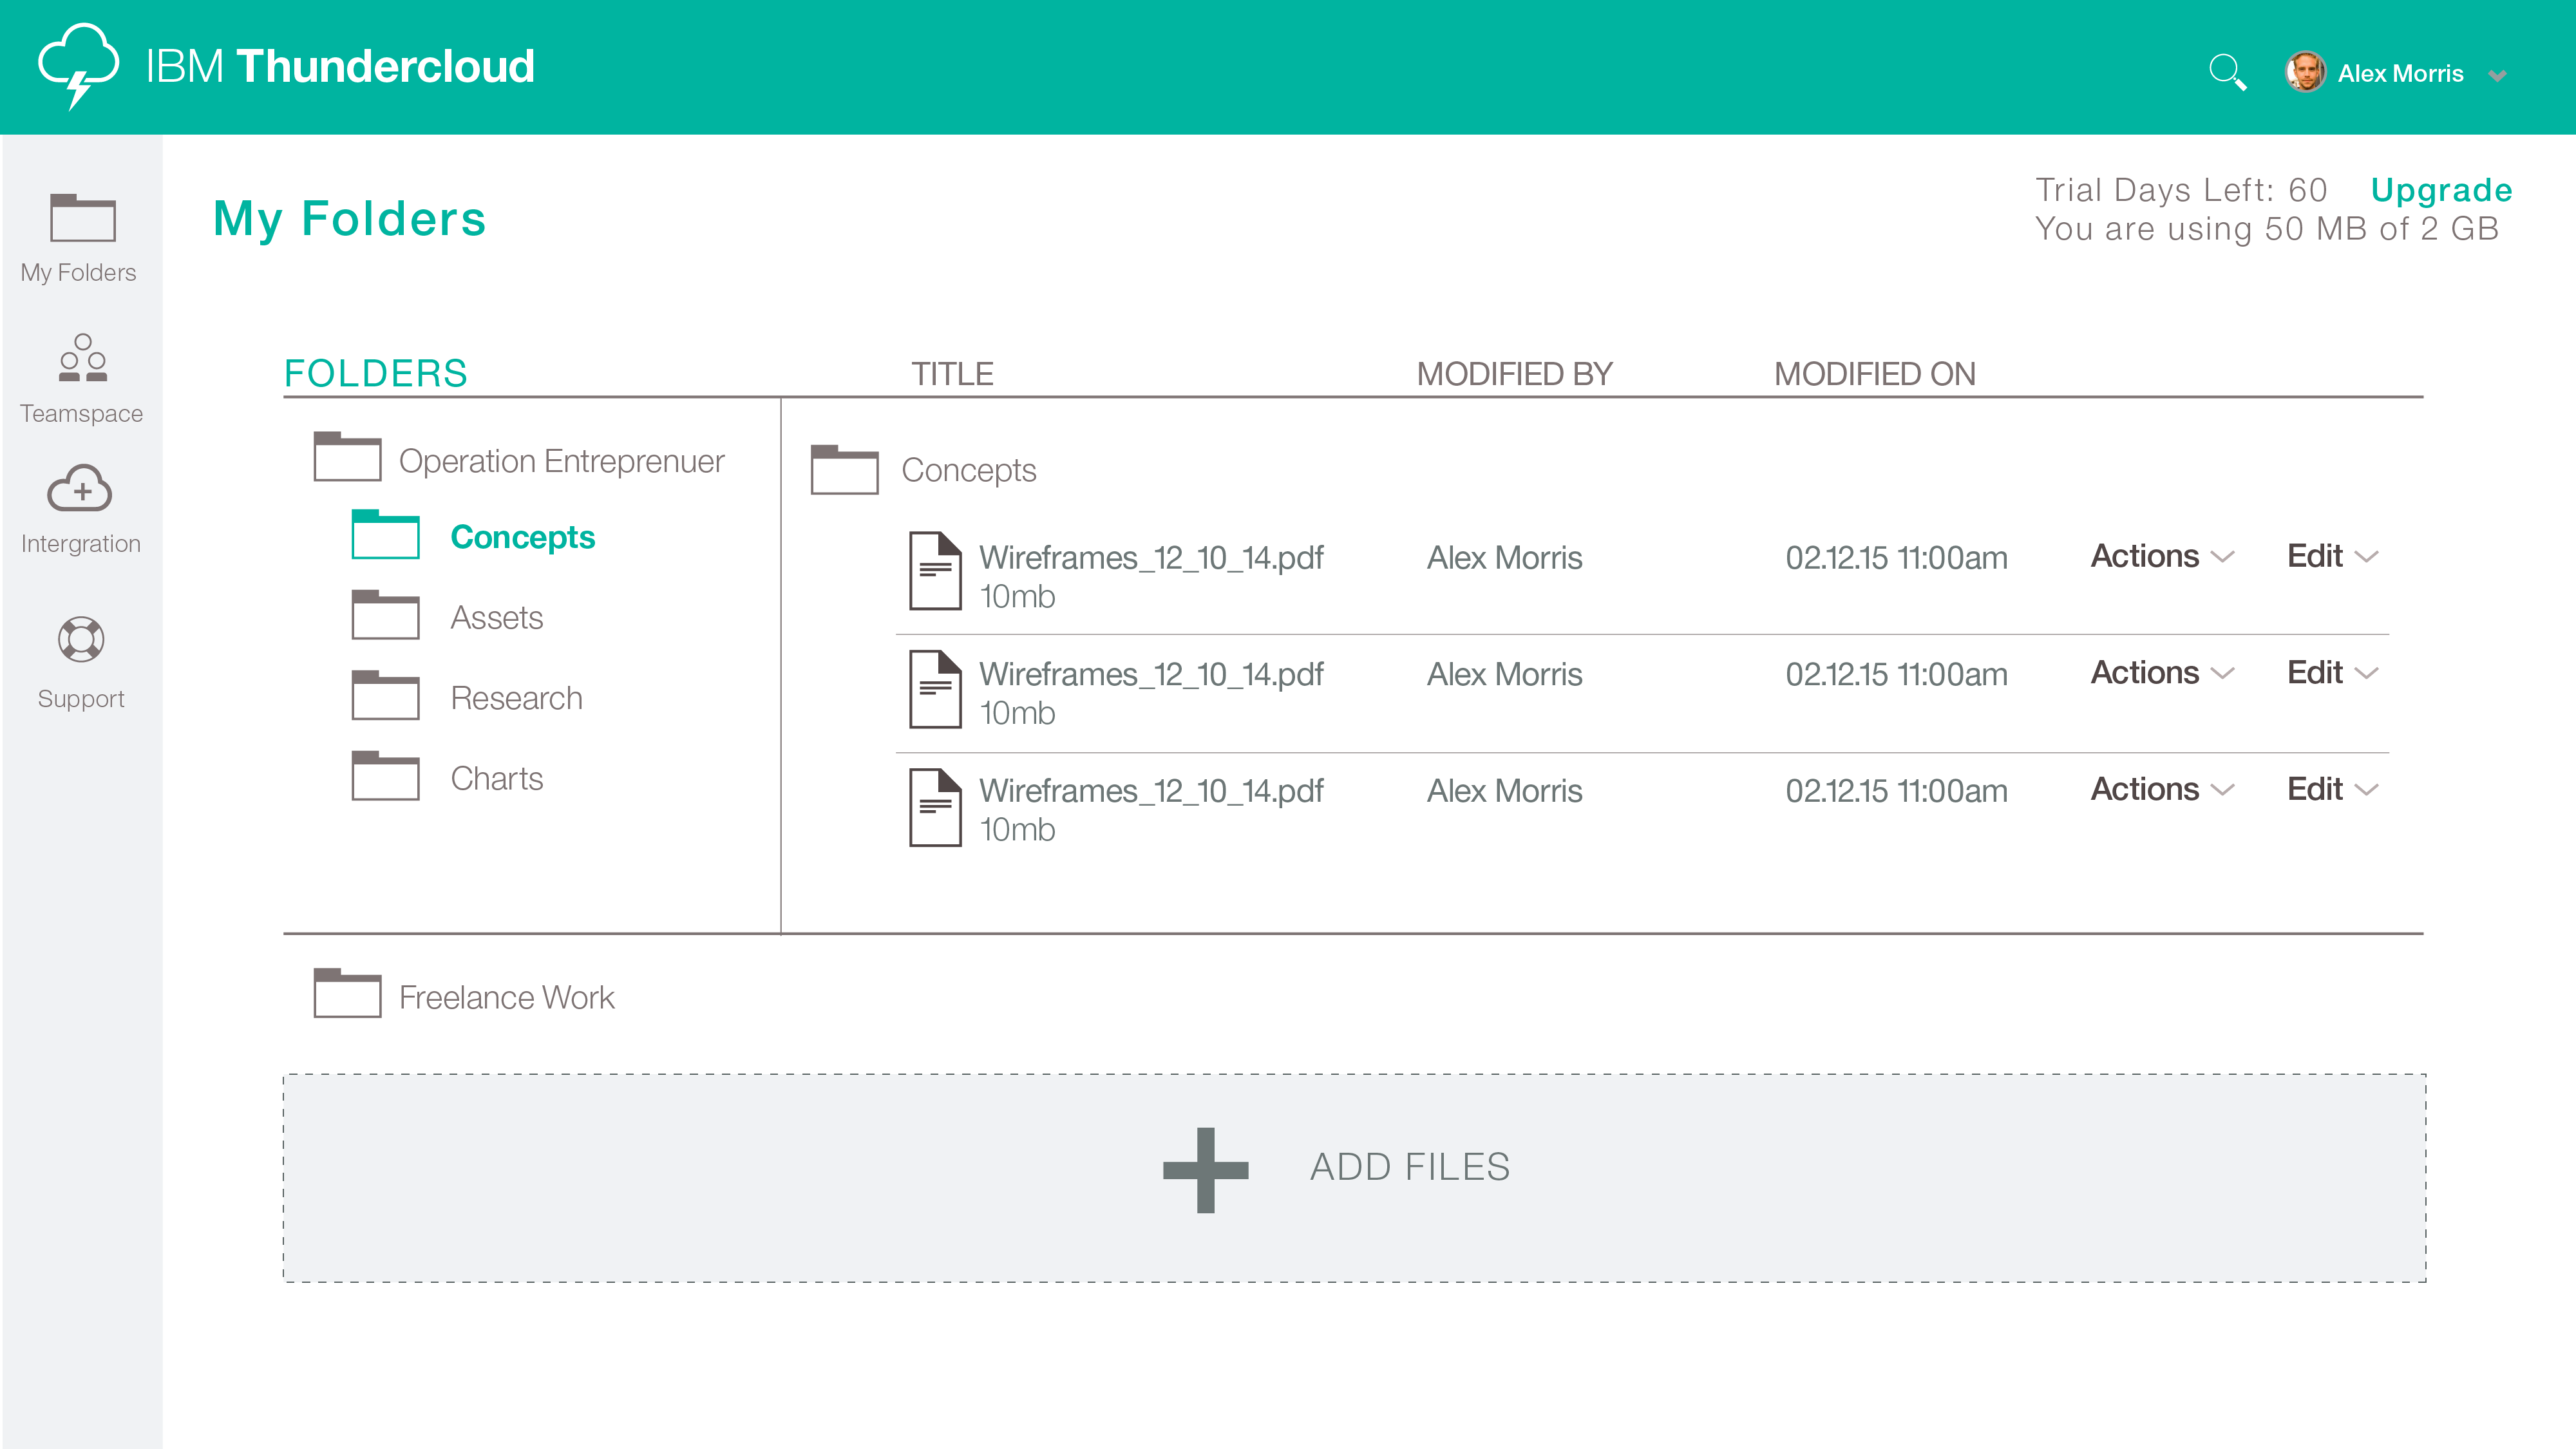 IBM Thundercloud
Alex Morris
My Folders
Teamspace
Intergration
Support
My Folders
Trial Days Left: 60 Upgrade
You are using 50 MB of 2 GB
FOLDERS TITLE MODIFIED BY MODIFIED ON
Operation Entreprenuer
Concepts
Assets
Research
Charts
Concepts
Wireframes_12_10_14.pdf Alex Morris 02.12.15 11:00am Actions Edit
10mb
Wireframes_12_10_14.pdf Alex Morris 02.12.15 11:00am Actions Edit
10mb
Wireframes_12_10_14.pdf Alex Morris 02.12.15 11:00am Actions Edit
10mb
Freelance Work
ADD FILES